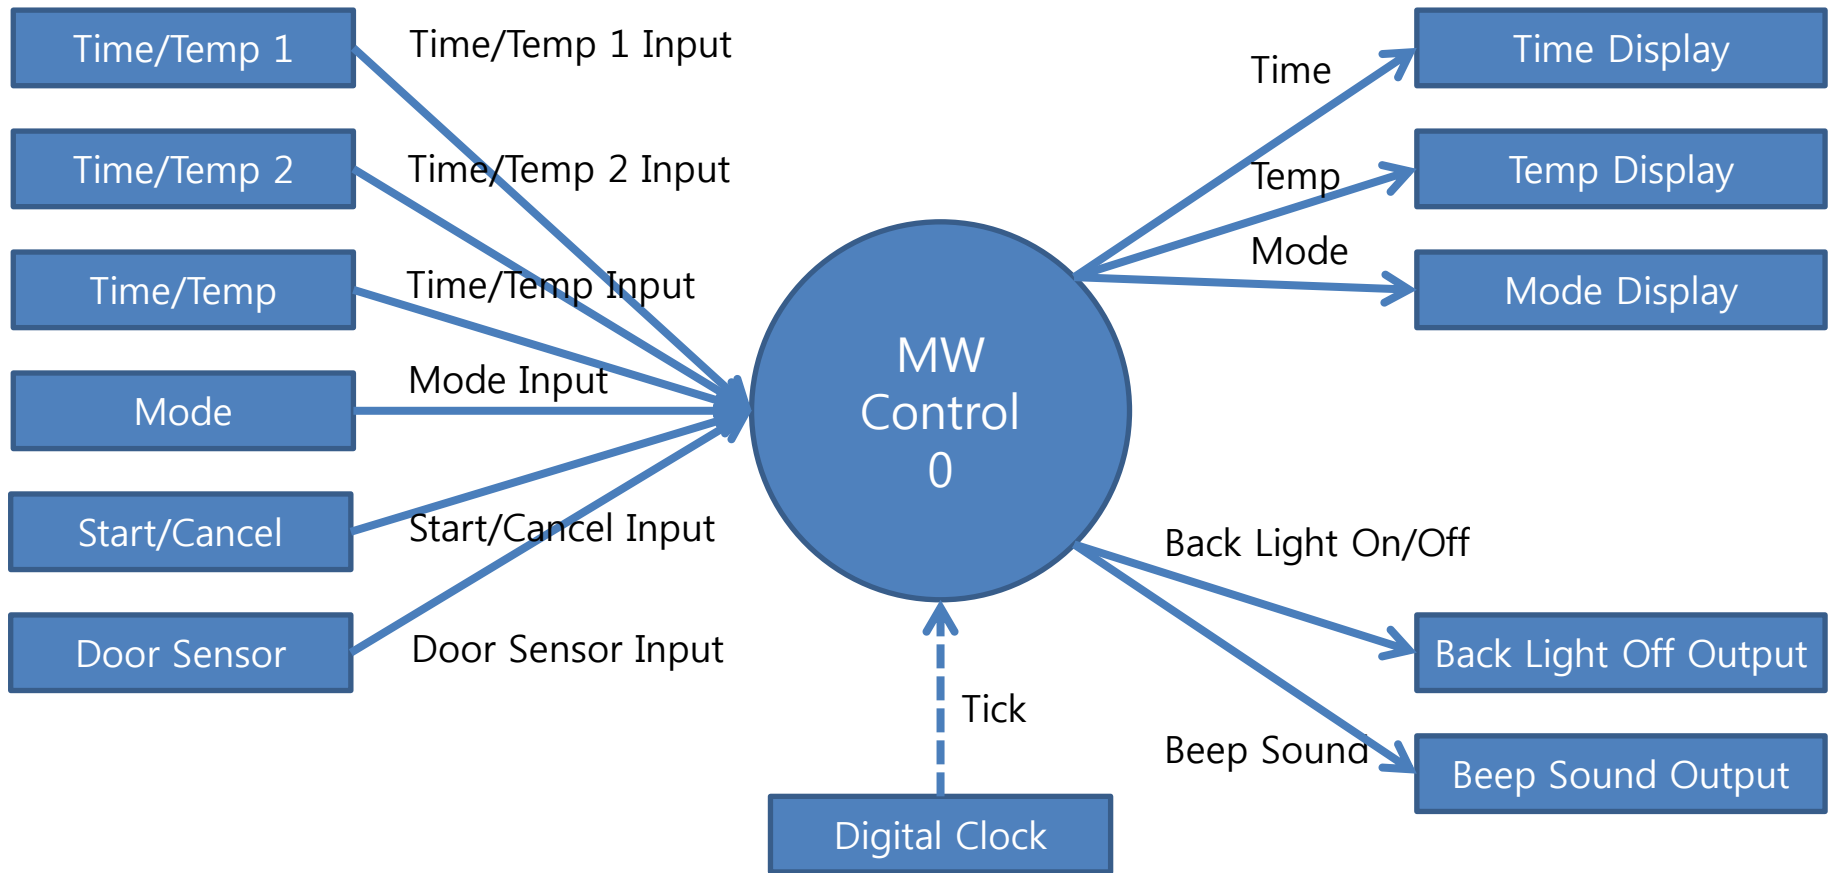 Time/Temp 1
Time/Temp 1 Input
Time
Time Display
Time/Temp 2
Time/Temp 2 Input
Temp
Temp Display
Time/Temp
Time/Temp Input
Mode
Mode Display
Mode
Mode Input
MW
Control
0
Start/Cancel
Start/Cancel Input
Back Light On/Off
Door Sensor
Door Sensor Input
Back Light Off Output
Tick
Beep Sound
Beep Sound Output
Digital Clock